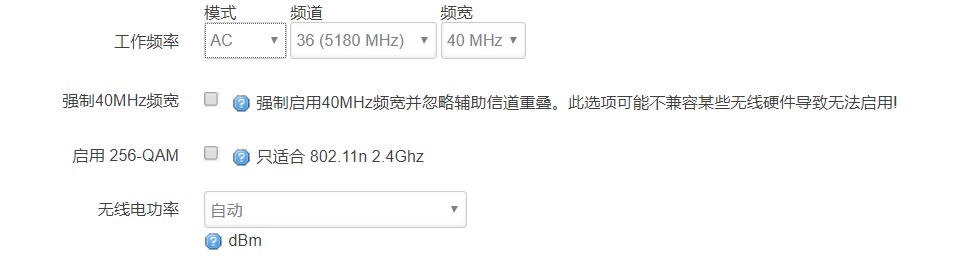 模式 频道 频宽
工作频率 AC 36 (5180 MHz) 40 MHz
强制40MHz频宽 强制启用40MHz频宽并忽略辅助信道重叠。此选项可能不兼容某些无线硬件导致无法启用!
启用 256-QAM 只适合 802.11n 2.4Ghz
无线电功率 自动
dBm